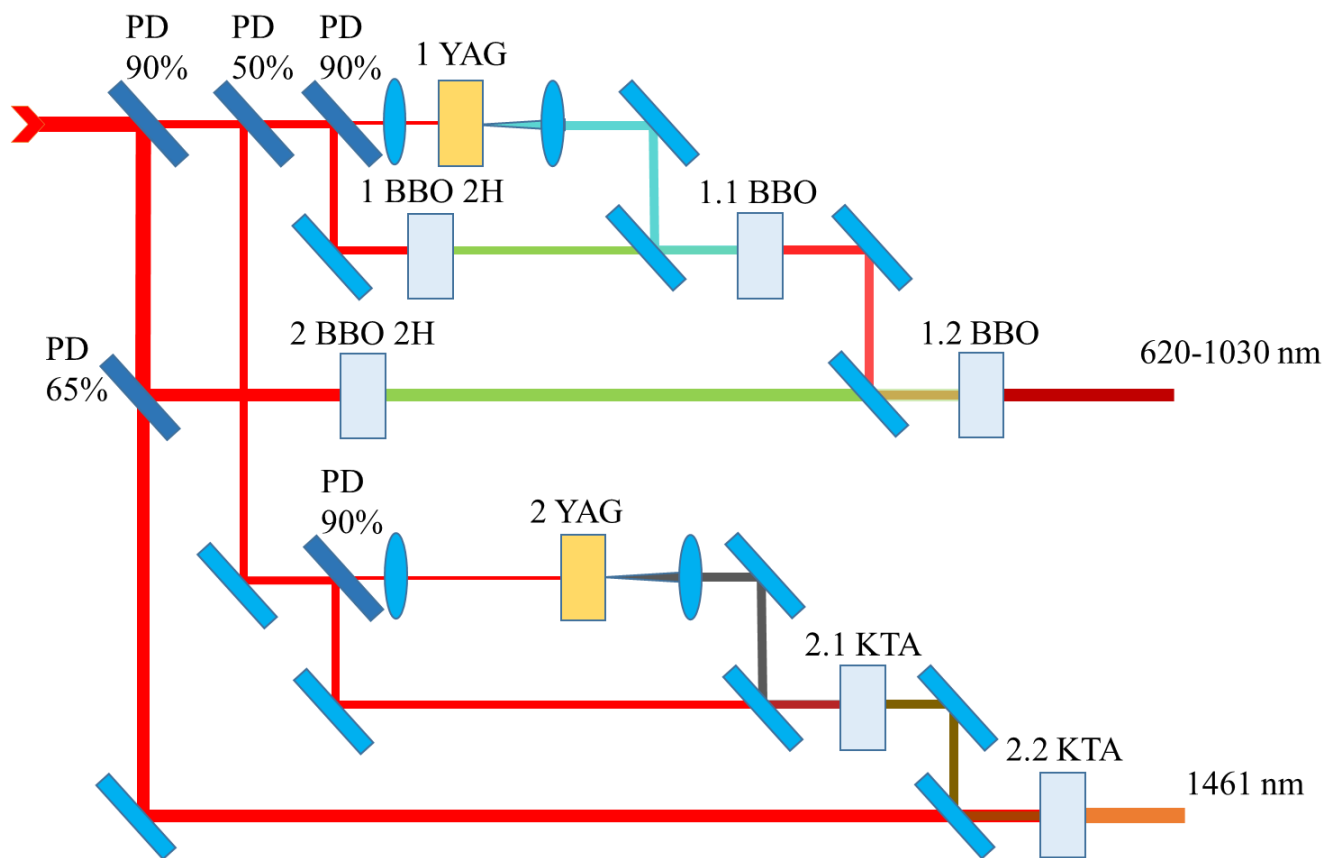 PD
90%
PD
50%
PD
90%
1 YAG
1 BBO 2H
1.1 BBO
2 BBO 2H
1.2 BBO
620-1030 nm
PD
65%
PD
90%
2 YAG
2.1 KTA
2.2 KTA
1461 nm